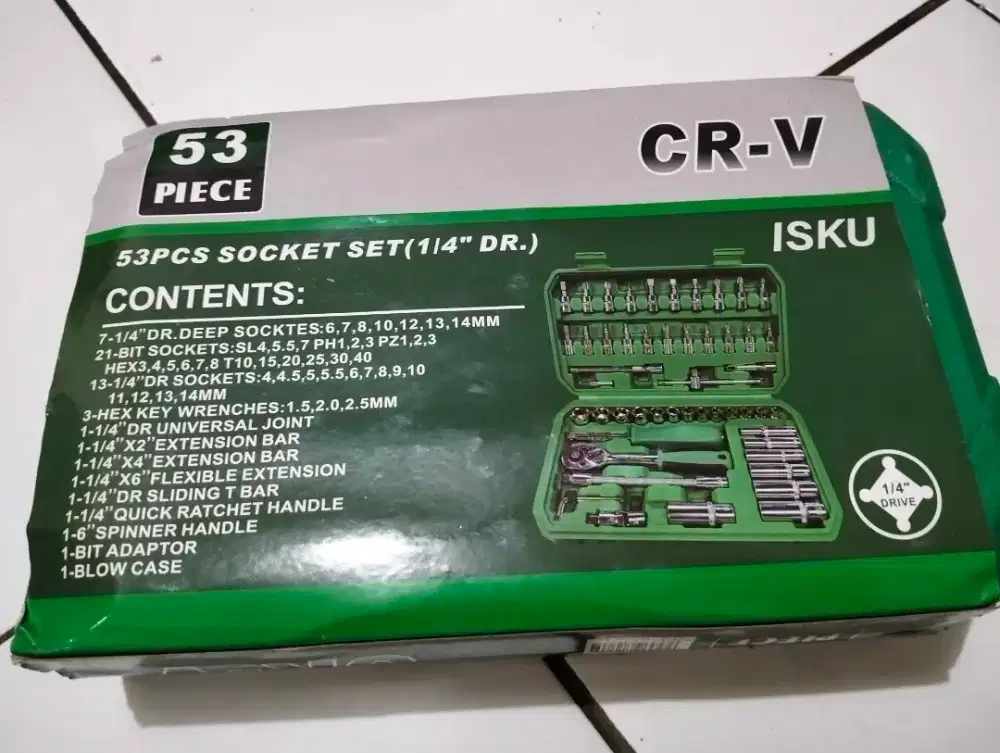 53
PIECE
CR-V
ISKU
53PCS SOCKET SET(1/4" DR.)
CONTENTS:
7-1/4"DR.DEEP SOCKTES:6,7,8,10,12,13,14MM
21-BIT SOCKETS:SL4,5.5,7 PH1,2,3 PZ1,2,3
HEX3,4,5,6,7,8 T10,15,20,25,30,40
13-1/4"DR SOCKETS:4,4.5,5,5.5,6,7,8,9,10
11,12,13,14MM
3-HEX KEY WRENCHES:1.5,2.0,2.5MM
1-1/4"DR UNIVERSAL JOINT
1-1/4"X2"EXTENSION BAR
1-1/4"X4"EXTENSION BAR
1-1/4"X6"FLEXIBLE EXTENSION
1-1/4"DR SLIDING T BAR
1-1/4"QUICK RATCHET HANDLE
1-6"SPINNER HANDLE
1-BIT ADAPTOR
1-BLOW CASE
1/4"
DRIVE